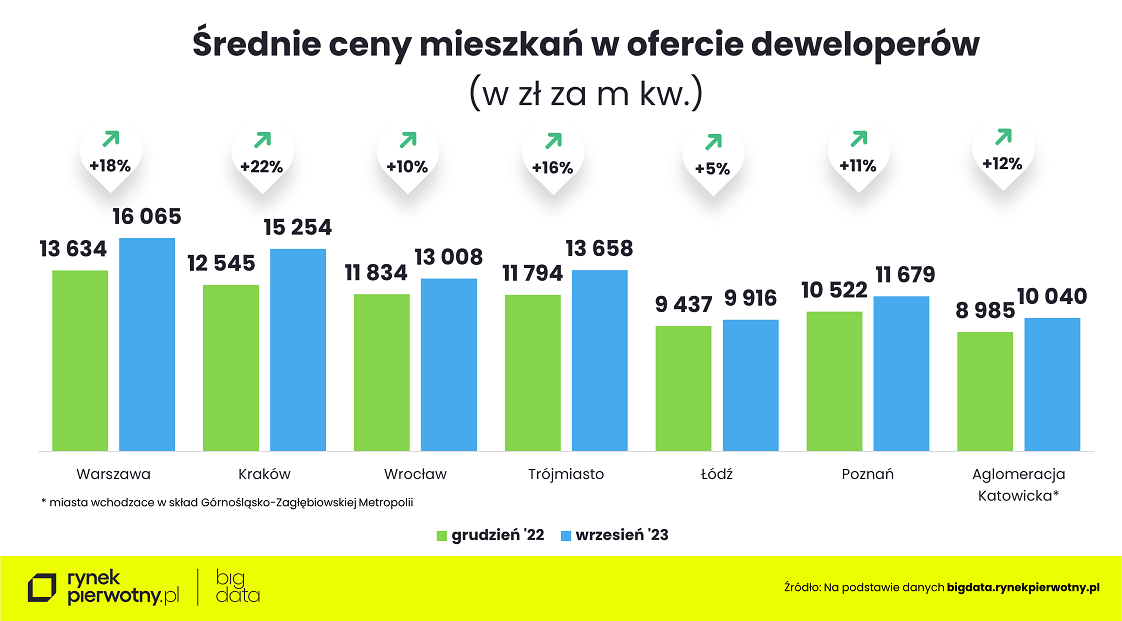 Średnie ceny mieszkań w ofercie deweloperów
(w zł za m kw.)
+18%
+22%
+10%
+16%
+5%
+11%
+12%
13 634
16 065
12 545
15 254
11 834
13 008
11 794
13 658
9 437
9 916
10 522
11 679
8 985
10 040
Warszawa
Kraków
Wrocław
Trójmiasto
Łódź
Poznań
Aglomeracja
Katowicka*
* miasta wchodzace w skład Górnośląsko-Zagłębiowskiej Metropolii
grudzień '22
wrzesień '23
rynek
pierwotny.pl
big
data
Źródło: Na podstawie danych bigdata.rynekpierwotny.pl